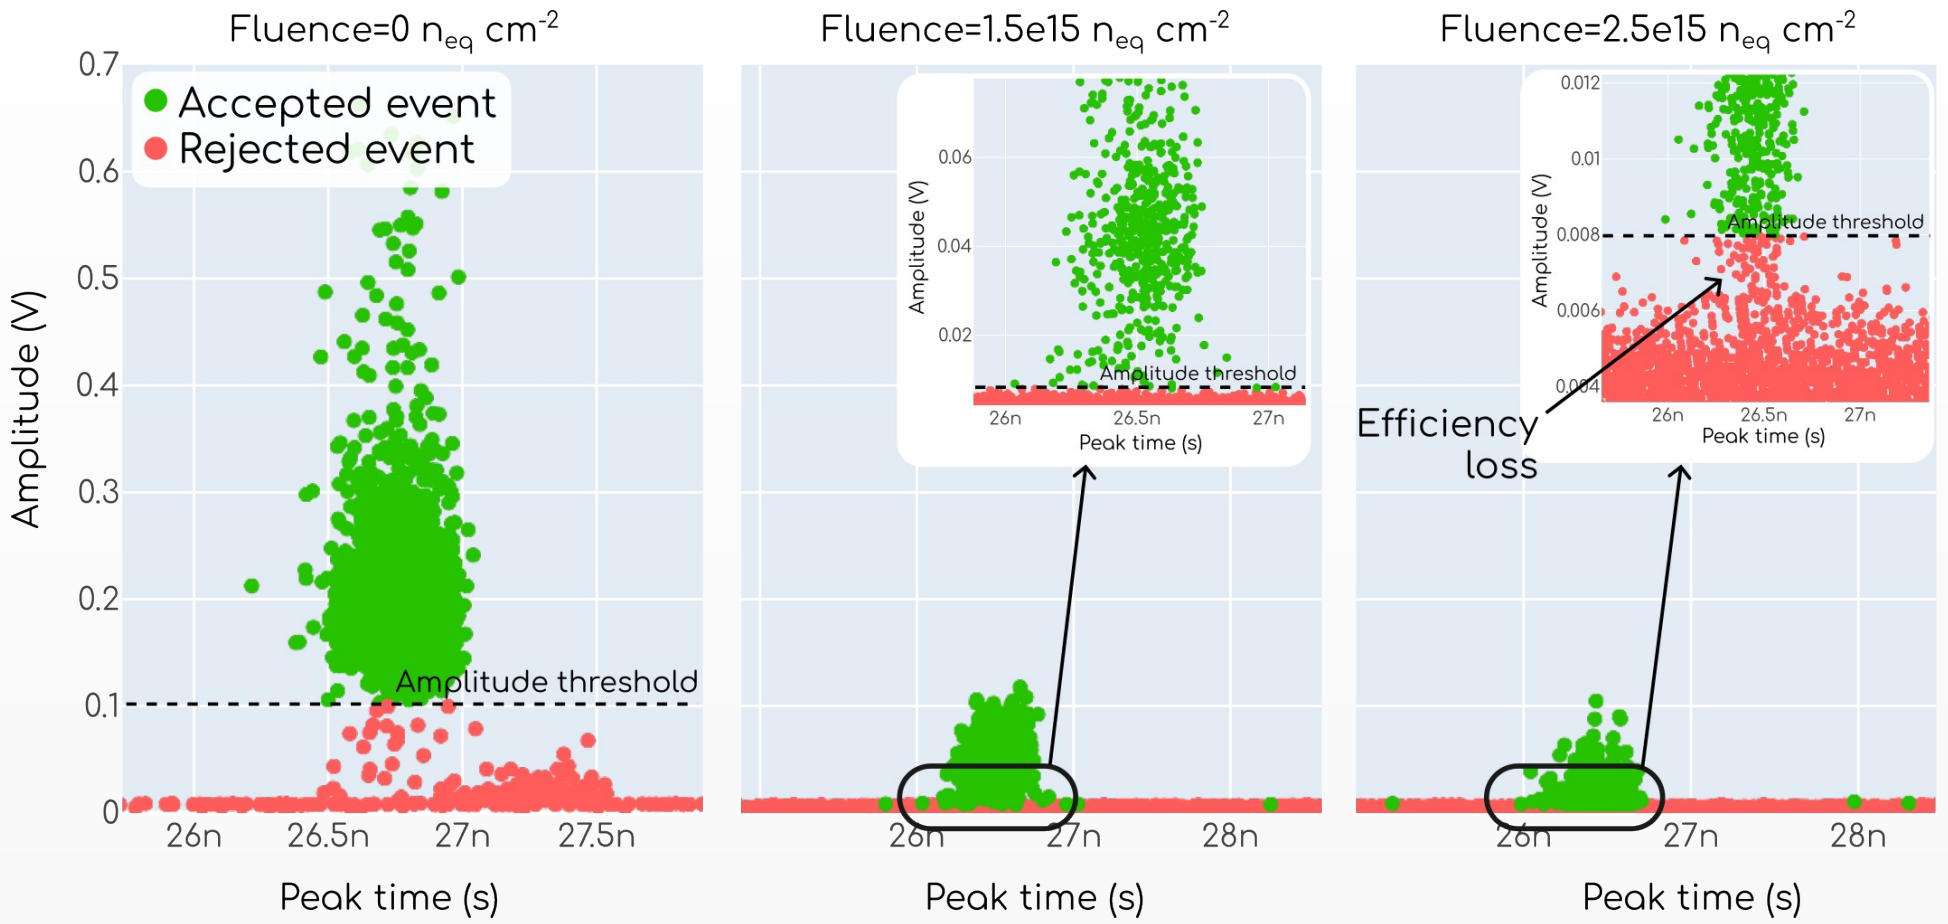 Fluence=0 n_eq cm^-2
Fluence=1.5e15 n_eq cm^-2
Fluence=2.5e15 n_eq cm^-2
Amplitude (V)
0.7
0.6
0.5
0.4
0.3
0.2
0.1
0
Accepted event
Rejected event
Amplitude threshold
26n
26.5n
27n
27.5n
Peak time (s)
Amplitude (V)
0.06
0.04
0.02
Amplitude threshold
26n
26.5n
27n
Peak time (s)
26n
27n
28n
Peak time (s)
Amplitude (V)
0.012
0.01
0.008
0.006
0.004
Amplitude threshold
26n
26.5n
27n
Peak time (s)
Efficiency
loss
26n
27n
28n
Peak time (s)